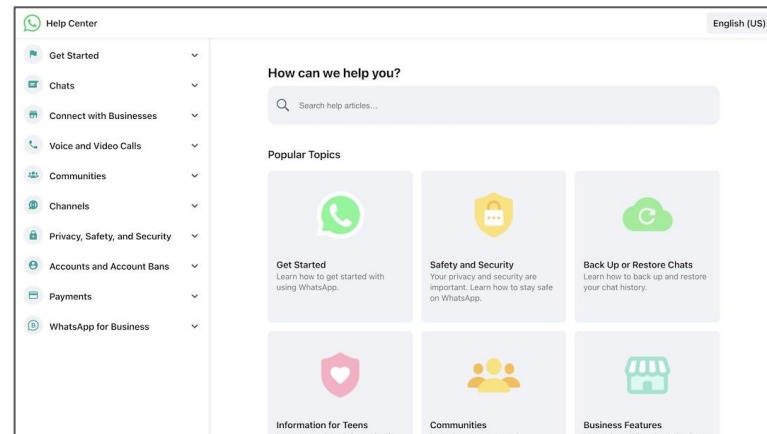 Help Center
English (US)
Get Started
Chats
Connect with Businesses
Voice and Video Calls
Communities
Channels
Privacy, Safety, and Security
Accounts and Account Bans
Payments
WhatsApp for Business
How can we help you?
Search help articles...
Popular Topics
Get Started
Learn how to get started with
using WhatsApp.
Safety and Security
Your privacy and security are
important. Learn how to stay safe
on WhatsApp.
Back Up or Restore Chats
Learn how to back up and restore
your chat history.
Information for Teens
Communities
Business Features